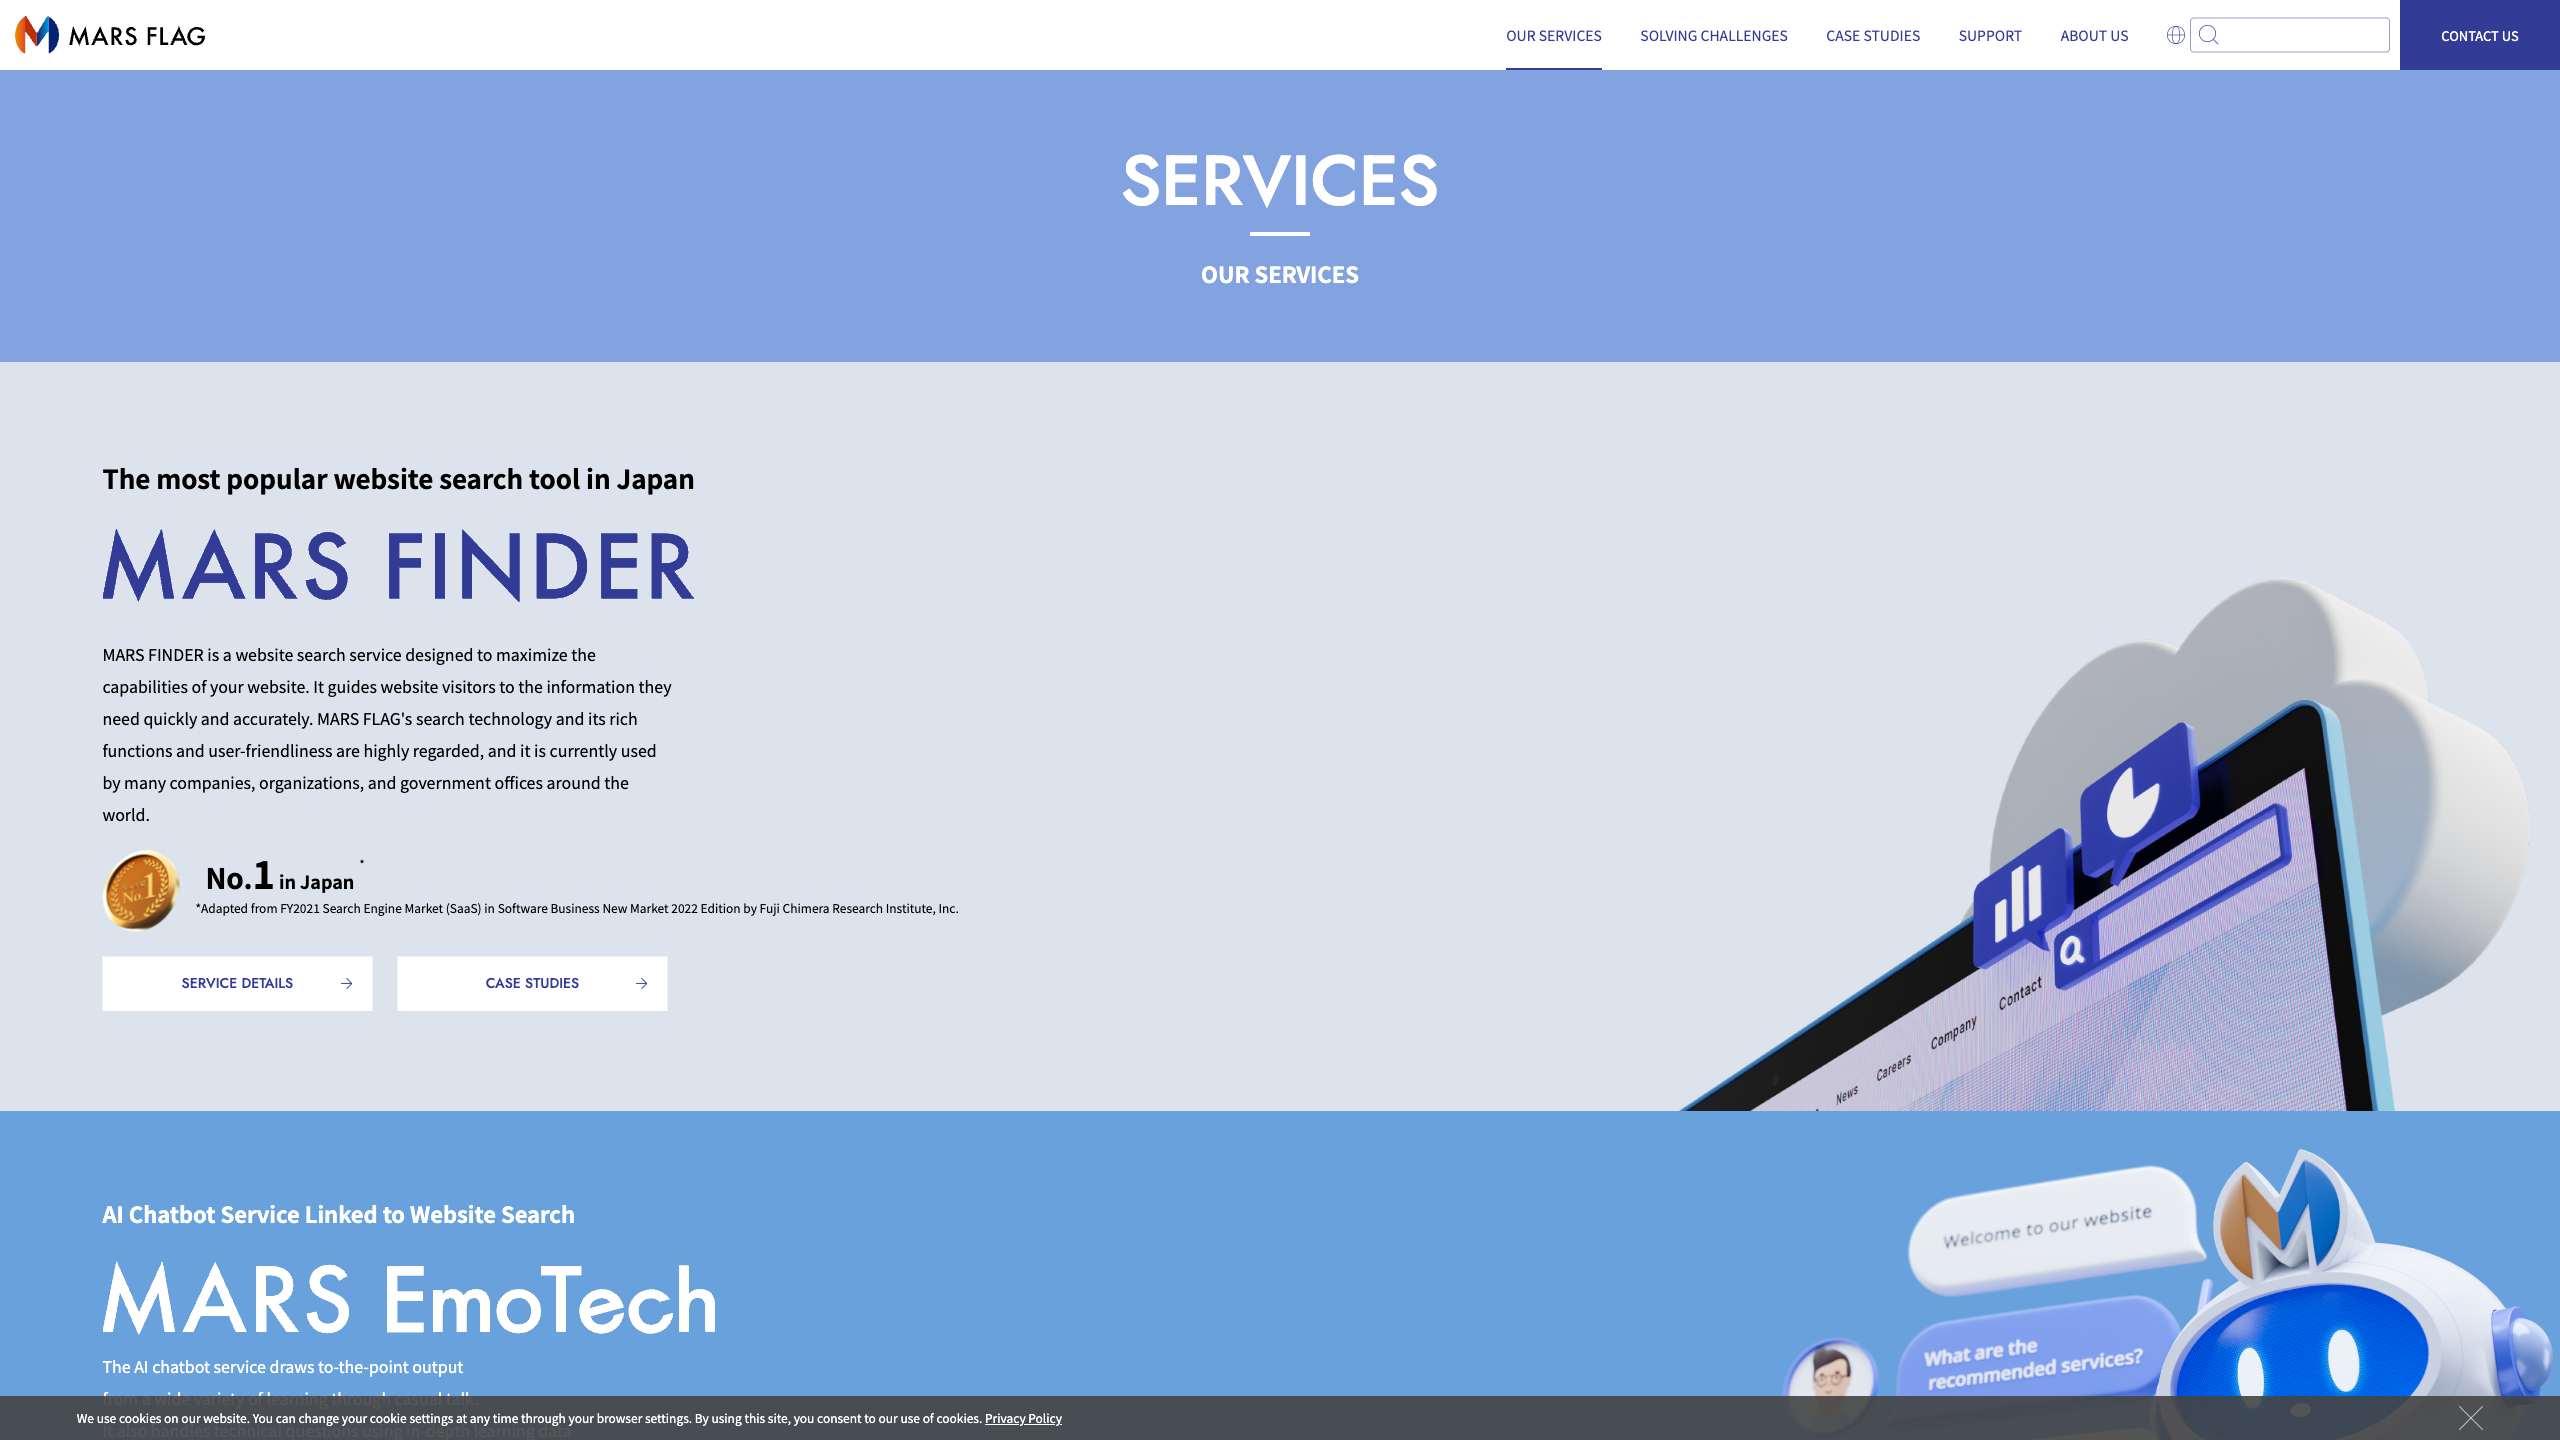 MARS FLAG
OUR SERVICES
SOLVING CHALLENGES
CASE STUDIES
SUPPORT
ABOUT US
CONTACT US
SERVICES
OUR SERVICES
The most popular website search tool in Japan
MARS FINDER
MARS FINDER is a website search service designed to maximize the
capabilities of your website. It guides website visitors to the information they
need quickly and accurately. MARS FLAG's search technology and its rich
functions and user-friendliness are highly regarded, and it is currently used
by many companies, organizations, and government offices around the
world.
No.1
No.1 in Japan *
*Adapted from FY2021 Search Engine Market (SaaS) in Software Business New Market 2022 Edition by Fuji Chimera Research Institute, Inc.
SERVICE DETAILS
CASE STUDIES
News
Careers
Company
Contact
AI Chatbot Service Linked to Website Search
MARS EmoTech
The AI chatbot service draws to-the-point output
from a wide variety of learning through casual talk.
It also handles technical questions using in-depth learning data
Welcome to our website
What are the
recommended services?
We use cookies on our website. You can change your cookie settings at any time through your browser settings. By using this site, you consent to our use of cookies. Privacy Policy